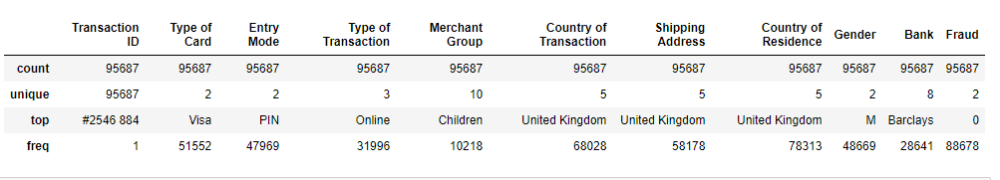 Transaction ID Type of Card Entry Mode Type of Transaction Merchant Group Country of Transaction Shipping Address Country of Residence Gender Bank Fraud
count 95687 95687 95687 95687 95687 95687 95687 95687 95687 95687 95687
unique 95687 2 2 3 10 5 5 5 2 8 2
top #2546 884 Visa PIN Online Children United Kingdom United Kingdom United Kingdom M Barclays 0
freq 1 51552 47969 31996 10218 68028 58178 78313 48669 28641 88678